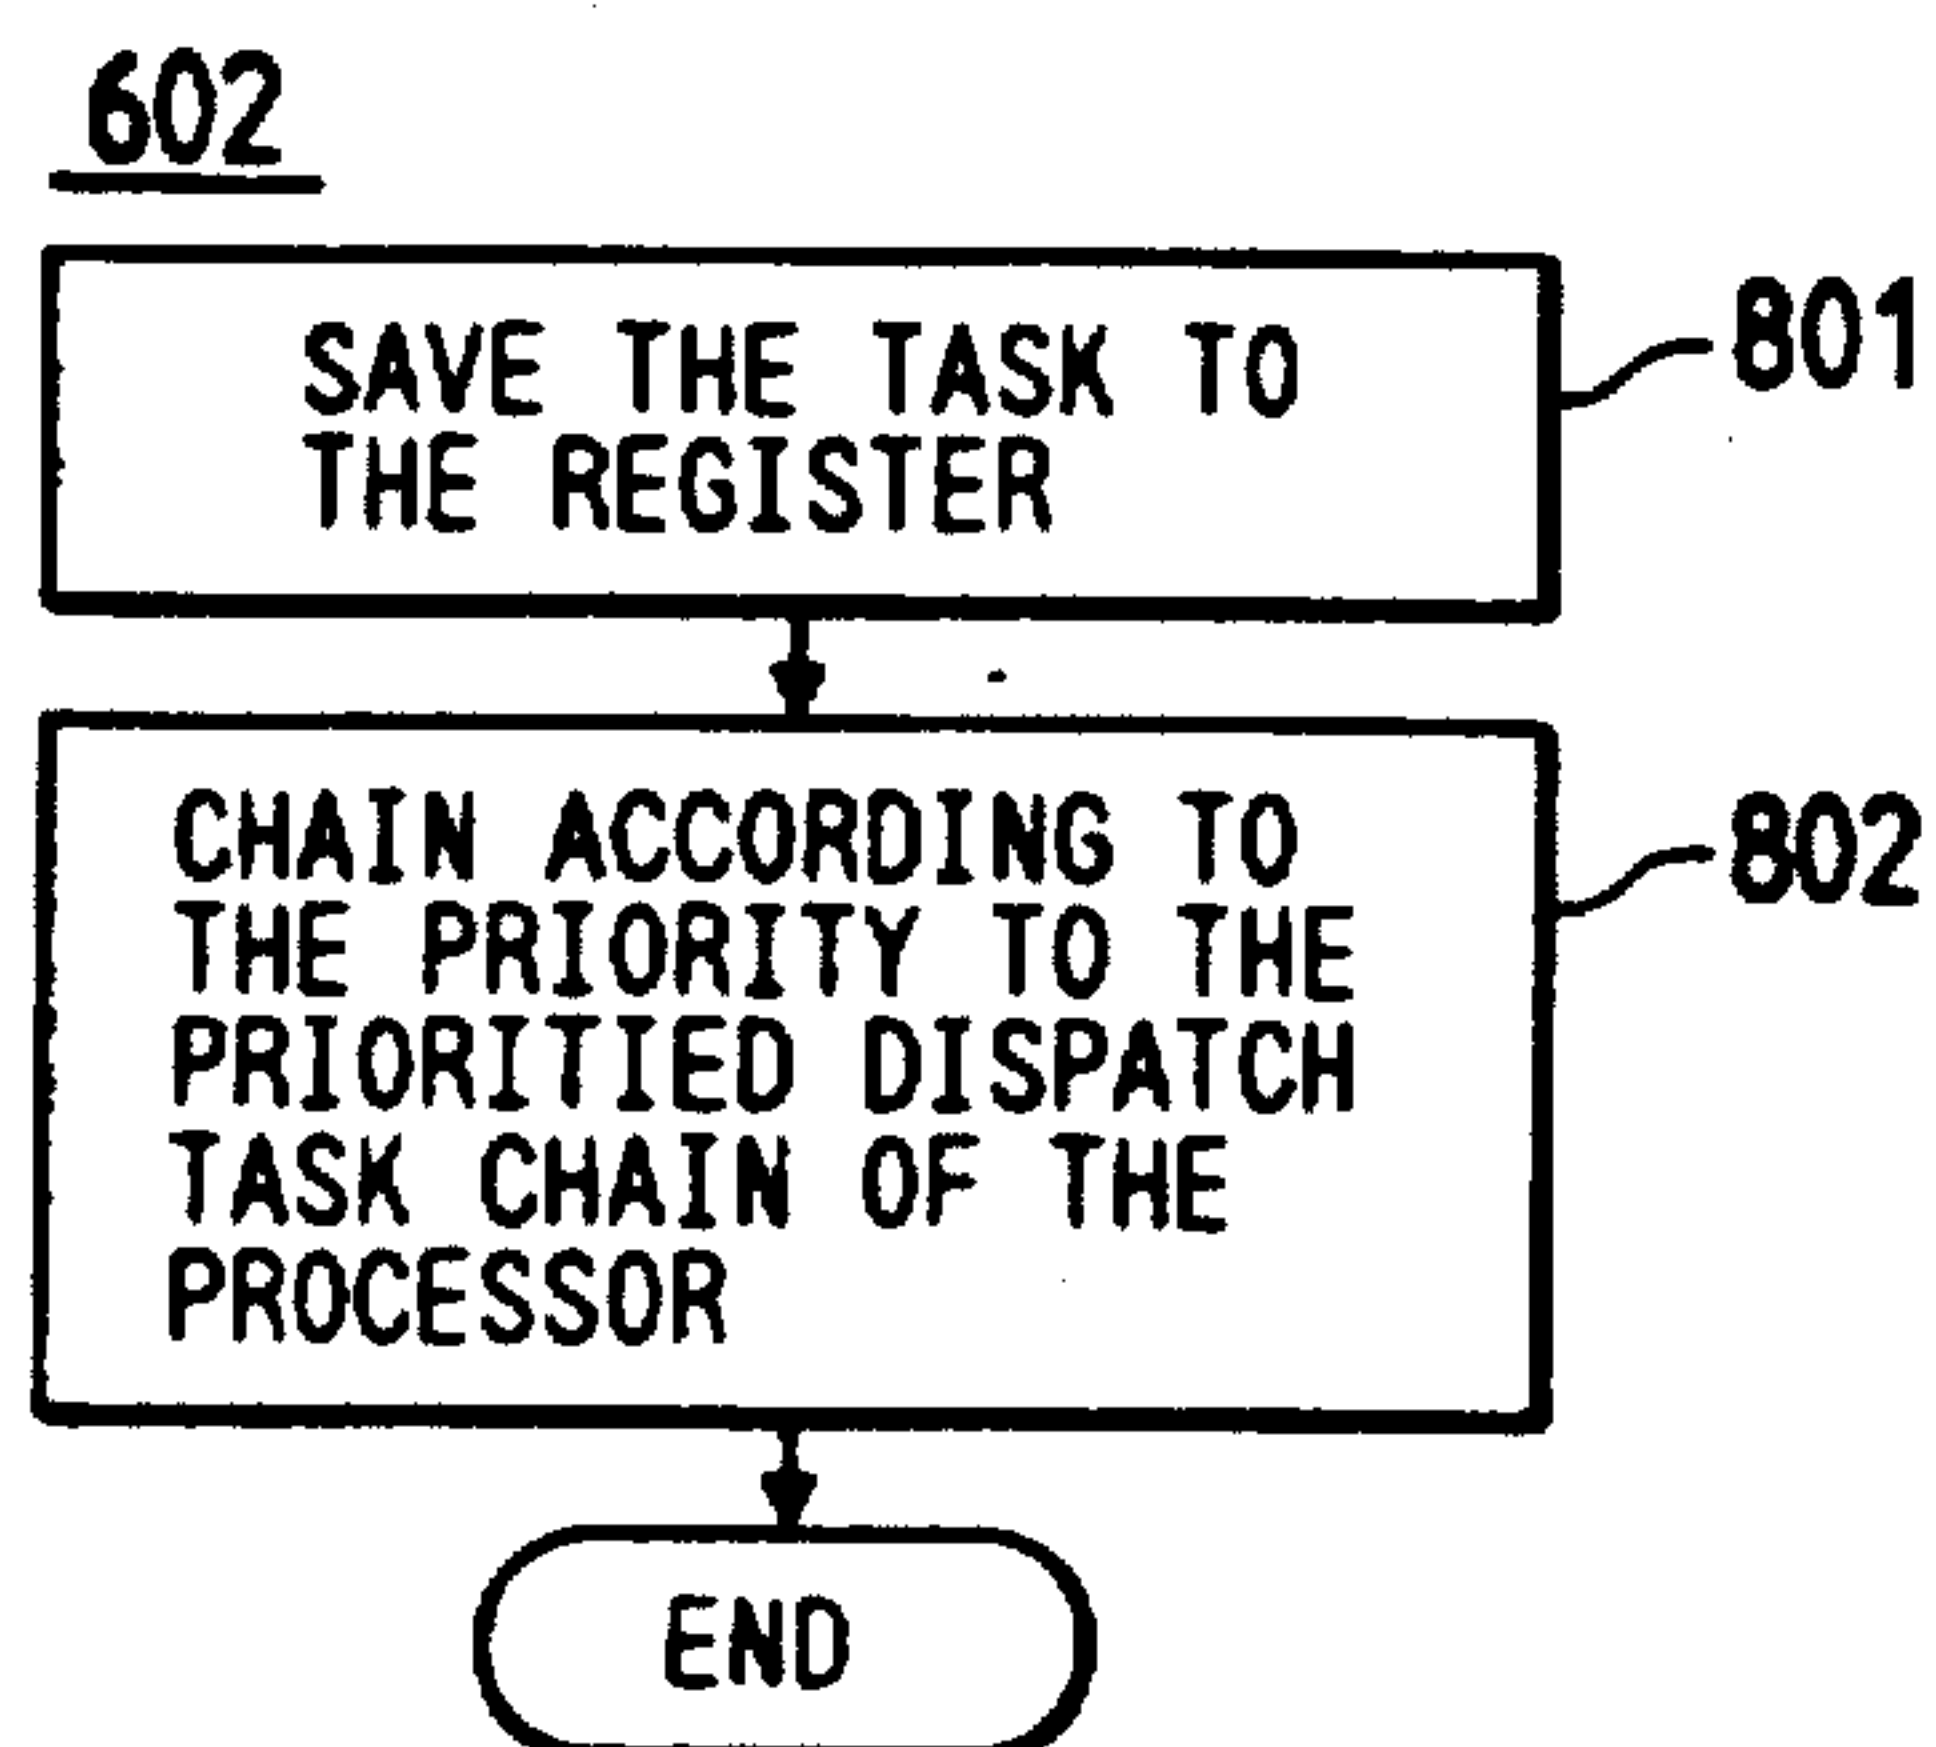 602
SAVE THE TASK TO
THE REGISTER
801
CHAIN ACCORDING TO
THE PRIORITY TO THE
PRIORITIED DISPATCH
TASK CHAIN OF THE
PROCESSOR
802
END